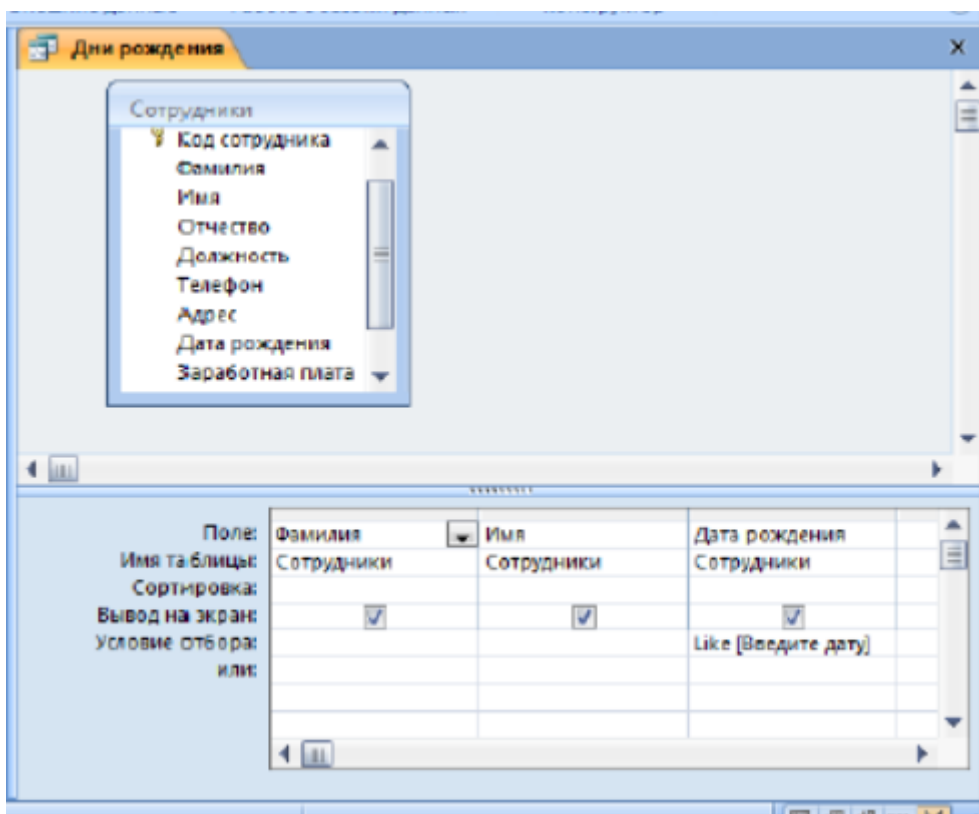 Дни рождения
Сотрудники
Код сотрудника
Фамилия
Имя
Отчество
Должность
Телефон
Адрес
Дата рождения
Заработная плата
Поле: Фамилия Имя Дата рождения
Имя таблицы: Сотрудники Сотрудники Сотрудники
Сортировка:
Вывод на экран:
Условие отбора: Like [Введите дату]
или: